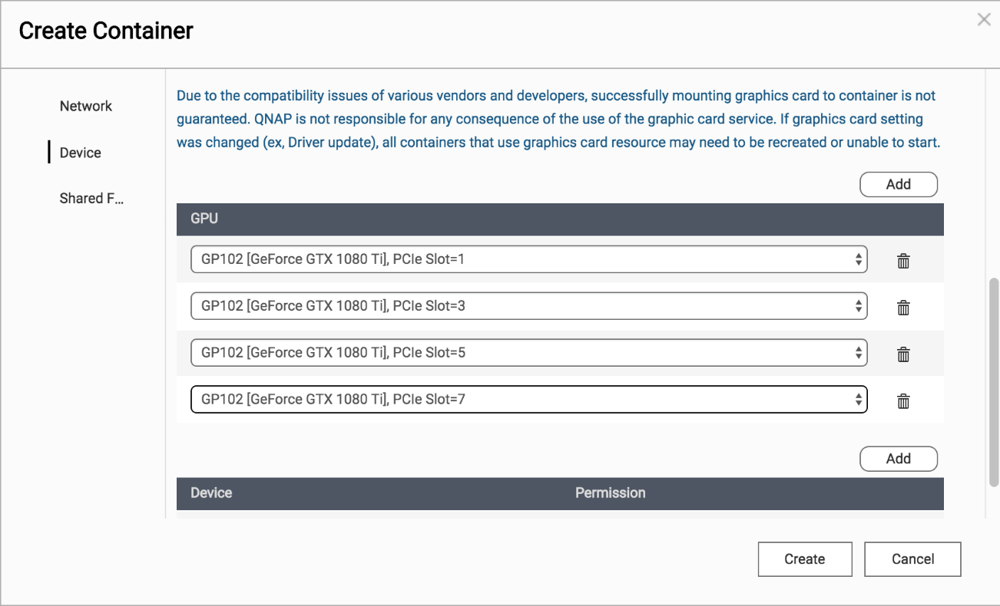 Create Container
Network
Device
Shared F...
Due to the compatibility issues of various vendors and developers, successfully mounting graphics card to container is not
guaranteed. QNAP is not responsible for any consequence of the use of the graphic card service. If graphics card setting
was changed (ex, Driver update), all containers that use graphics card resource may need to be recreated or unable to start.
Add
GPU
GP102 [GeForce GTX 1080 Ti], PCIe Slot=1
GP102 [GeForce GTX 1080 Ti], PCIe Slot=3
GP102 [GeForce GTX 1080 Ti], PCIe Slot=5
GP102 [GeForce GTX 1080 Ti], PCIe Slot=7
Add
Device Permission
Create Cancel